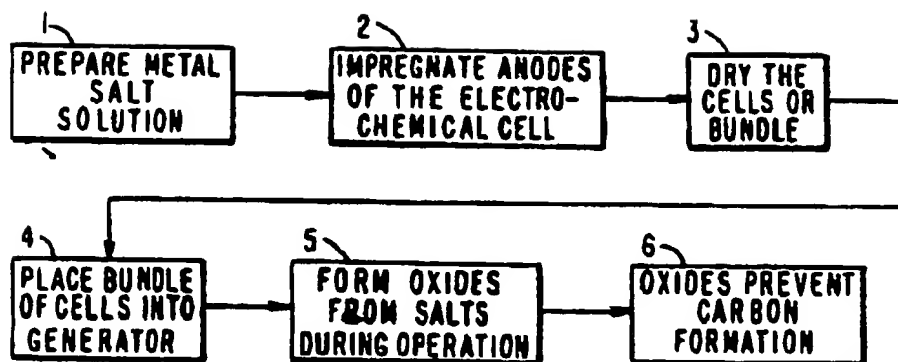 1
PREPARE METAL
SALT
SOLUTION
2
IMPREGNATE ANODES
OF THE ELECTRO-
CHEMICAL CELL
3
DRY THE
CELLS OR
BUNDLE
4
PLACE BUNDLE
OF CELLS INTO
GENERATOR
5
FORM OXIDES
FROM SALTS
DURING OPERATION
6
OXIDES PREVENT
CARBON
FORMATION